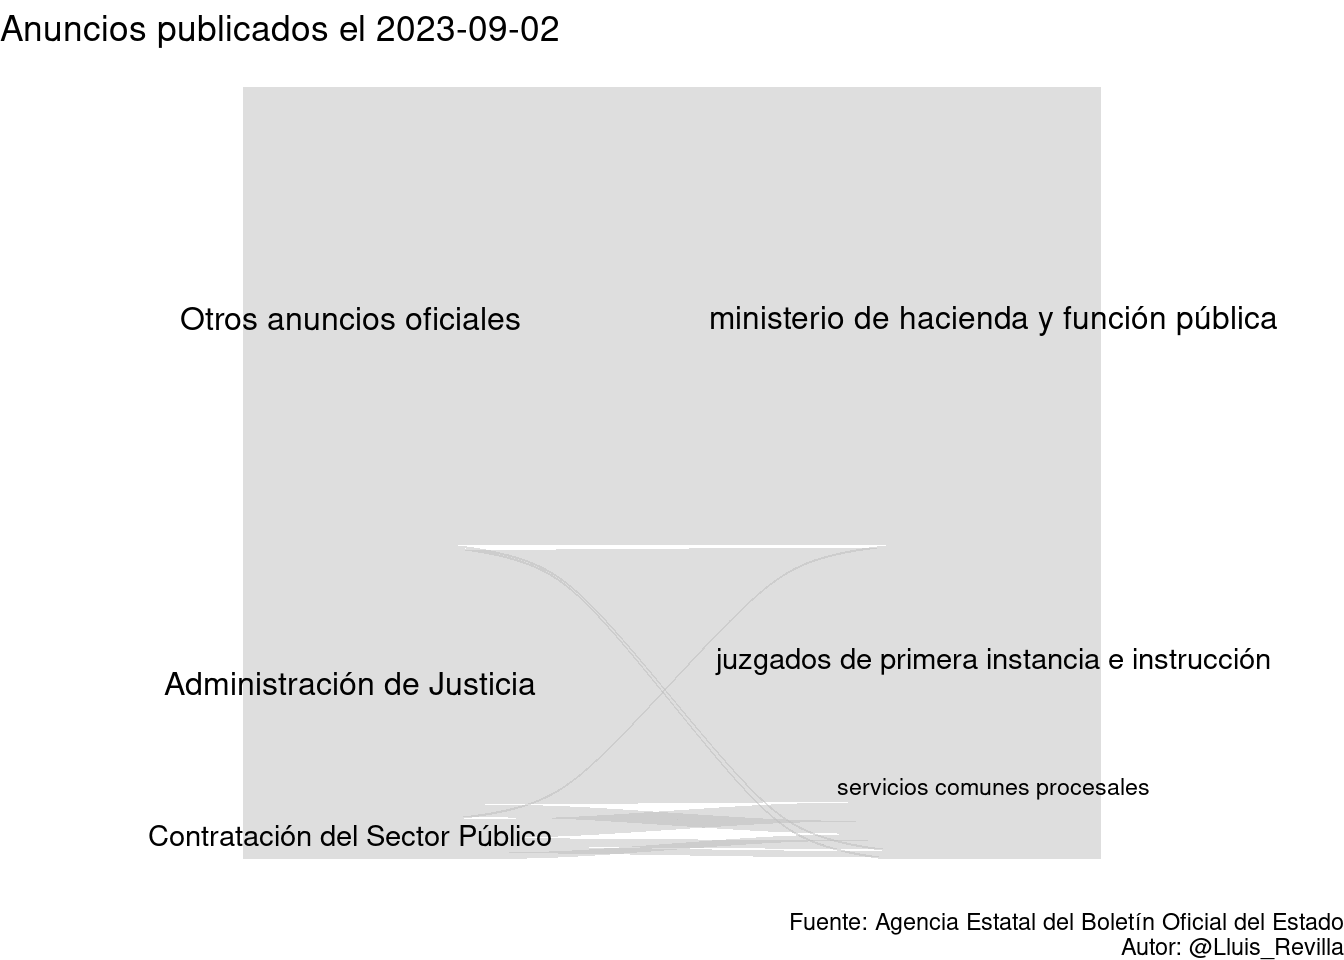 Anuncios publicados el 2023-09-02
Otros anuncios oficiales
ministerio de hacienda y función pública
juzgados de primera instancia e instrucción
Administración de Justicia
servicios comunes procesales
Contratación del Sector Público
Fuente: Agencia Estatal del Boletín Oficial del Estado
Autor: @Lluis_Revilla